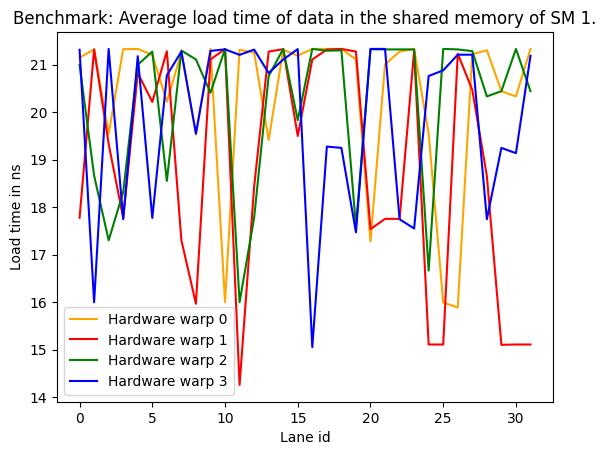 Benchmark: Average load time of data in the shared memory of SM 1.
Load time in ns
21
20
19
18
17
16
15
14
Hardware warp 0
Hardware warp 1
Hardware warp 2
Hardware warp 3
0 5 10 15 20 25 30
Lane id